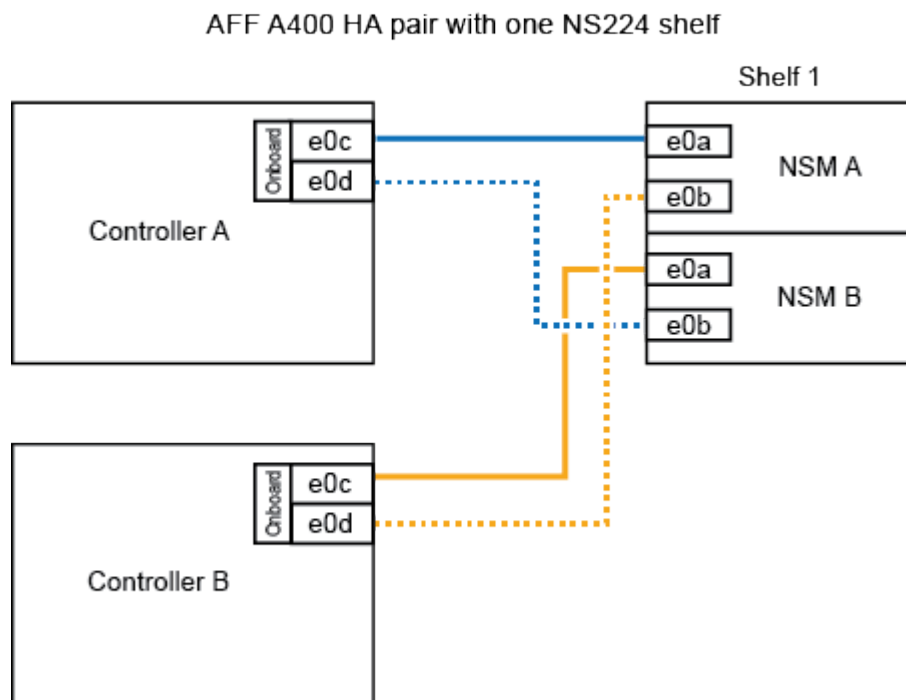 AFF A400 HA pair with one NS224 shelf
Shelf 1
Onboard
e0c
e0d
Controller A
e0a
e0b
NSM A
e0a
e0b
NSM B
Onboard
e0c
e0d
Controller B